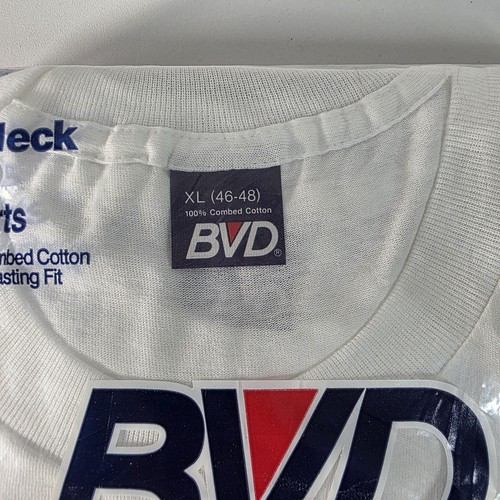 Neck
rts
mbed Cotton
asting Fit
XL (46-48)
100% Combed Cotton
BVD®
BVD